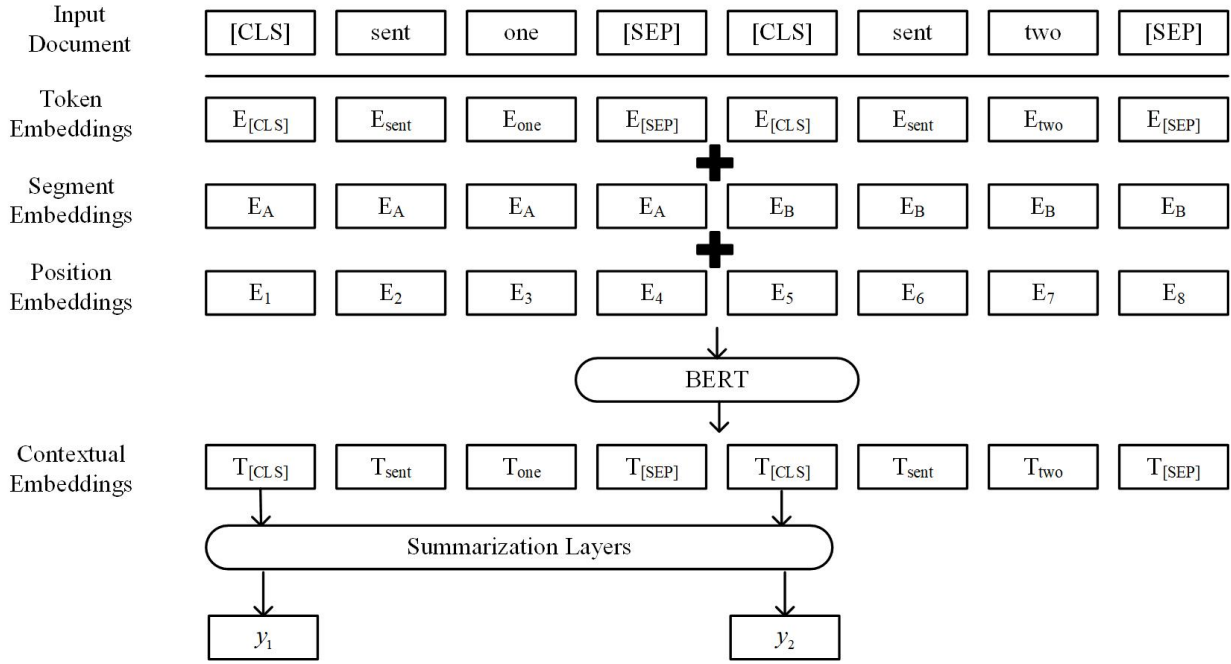 Input
Document
[CLS] sent one [SEP] [CLS] sent two [SEP]
Token
Embeddings
E[CLS] Esent Eone E[SEP] E[CLS] Esent Etwo E[SEP]
Segment
Embeddings
EA EA EA EA EB EB EB EB
Position
Embeddings
E1 E2 E3 E4 E5 E6 E7 E8
BERT
Contextual
Embeddings
T[CLS] Tsent Tone T[SEP] T[CLS] Tsent Ttwo T[SEP]
Summarization Layers
y1 y2